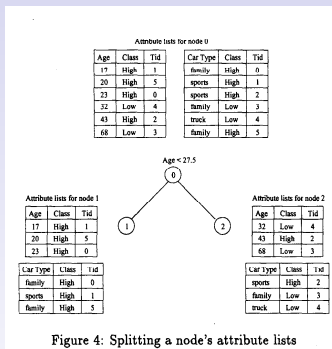 Attribute lists for node 0
Age Class Tid
17 High 1
20 High 5
23 High 0
32 Low 4
43 High 2
68 Low 3
Car Type Class Tid
family High 0
sports High 1
sports High 2
family Low 3
truck Low 4
family High 5
Age < 27.5
0
1
2
Attribute lists for node 1
Age Class Tid
17 High 1
20 High 5
23 High 0
Car Type Class Tid
family High 0
sports High 1
family High 5
Attribute lists for node 2
Age Class Tid
32 Low 4
43 High 2
68 Low 3
Car Type Class Tid
sports High 2
family Low 3
truck Low 4
Figure 4: Splitting a node's attribute lists